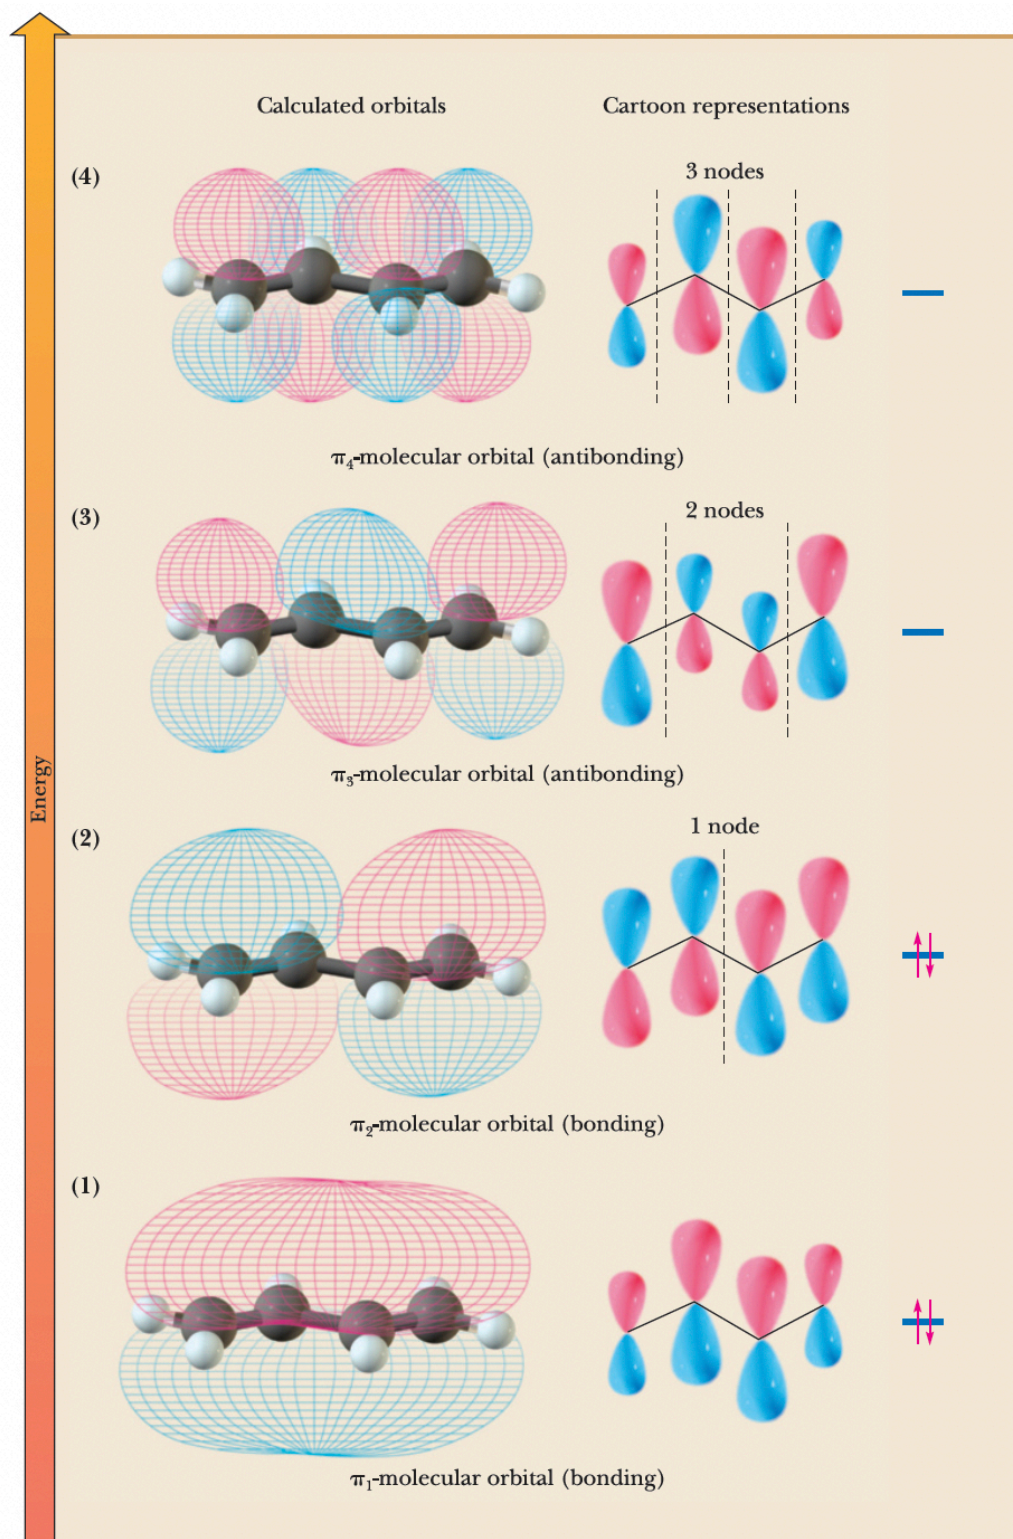 Calculated orbitals
Cartoon representations
(4)
3 nodes
π₄-molecular orbital (antibonding)
(3)
2 nodes
π₃-molecular orbital (antibonding)
Energy
(2)
1 node
π₂-molecular orbital (bonding)
(1)
π₁-molecular orbital (bonding)